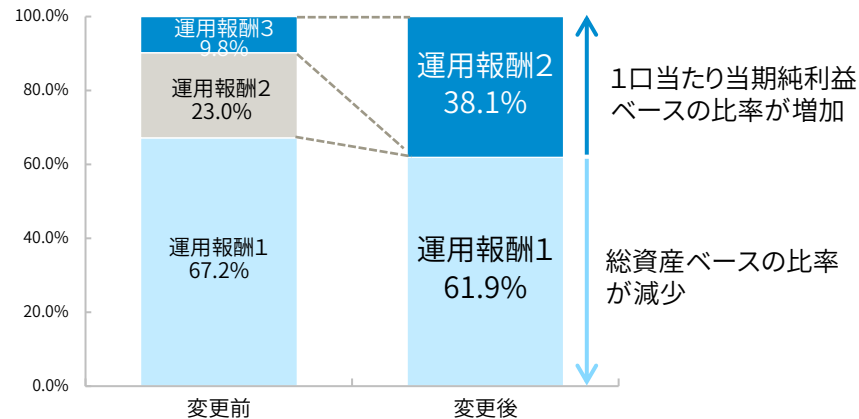 100.0%
80.0%
60.0%
40.0%
20.0%
0.0%
運用報酬3
9.8%
運用報酬2
23.0%
運用報酬1
67.2%
運用報酬2
38.1%
運用報酬1
61.9%
1口当たり当期純利益
ベースの比率が増加
総資産ベースの比率
が減少
変更前
変更後